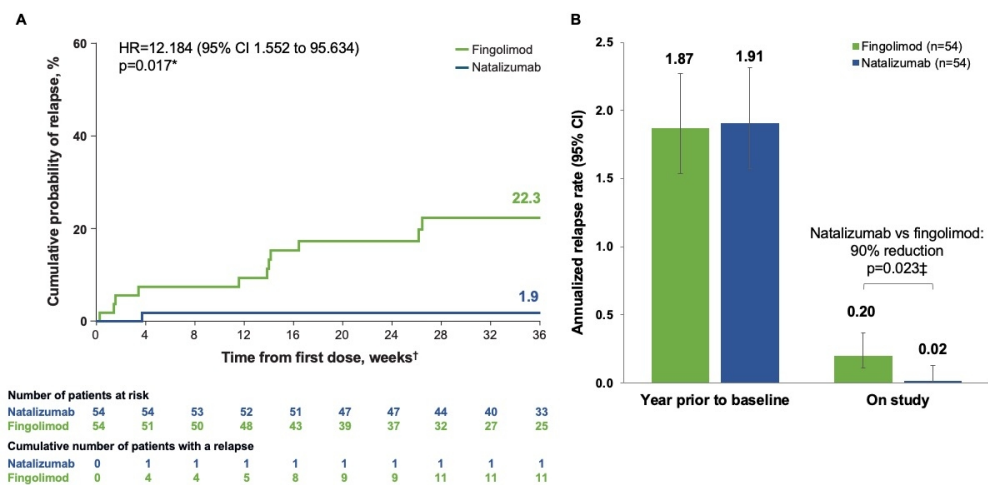 A
HR=12.184 (95% CI 1.552 to 95.634)
p=0.017*
Fingolimod
Natalizumab
Cumulative probability of relapse, %
60
40
20
0
22.3
1.9
0 4 8 12 16 20 24 28 32 36
Time from first dose, weeks†
Number of patients at risk
Natalizumab 54 54 53 52 51 47 47 44 40 33
Fingolimod 54 51 50 48 43 39 37 32 27 25
Cumulative number of patients with a relapse
Natalizumab 0 1 1 1 1 1 1 1 1 1
Fingolimod 0 4 4 5 8 9 9 11 11 11
B
Fingolimod (n=54)
Natalizumab (n=54)
Annualized relapse rate (95% CI)
2.5
2.0
1.5
1.0
0.5
0.0
1.87
1.91
Natalizumab vs fingolimod:
90% reduction
p=0.023‡
0.20
0.02
Year prior to baseline
On study